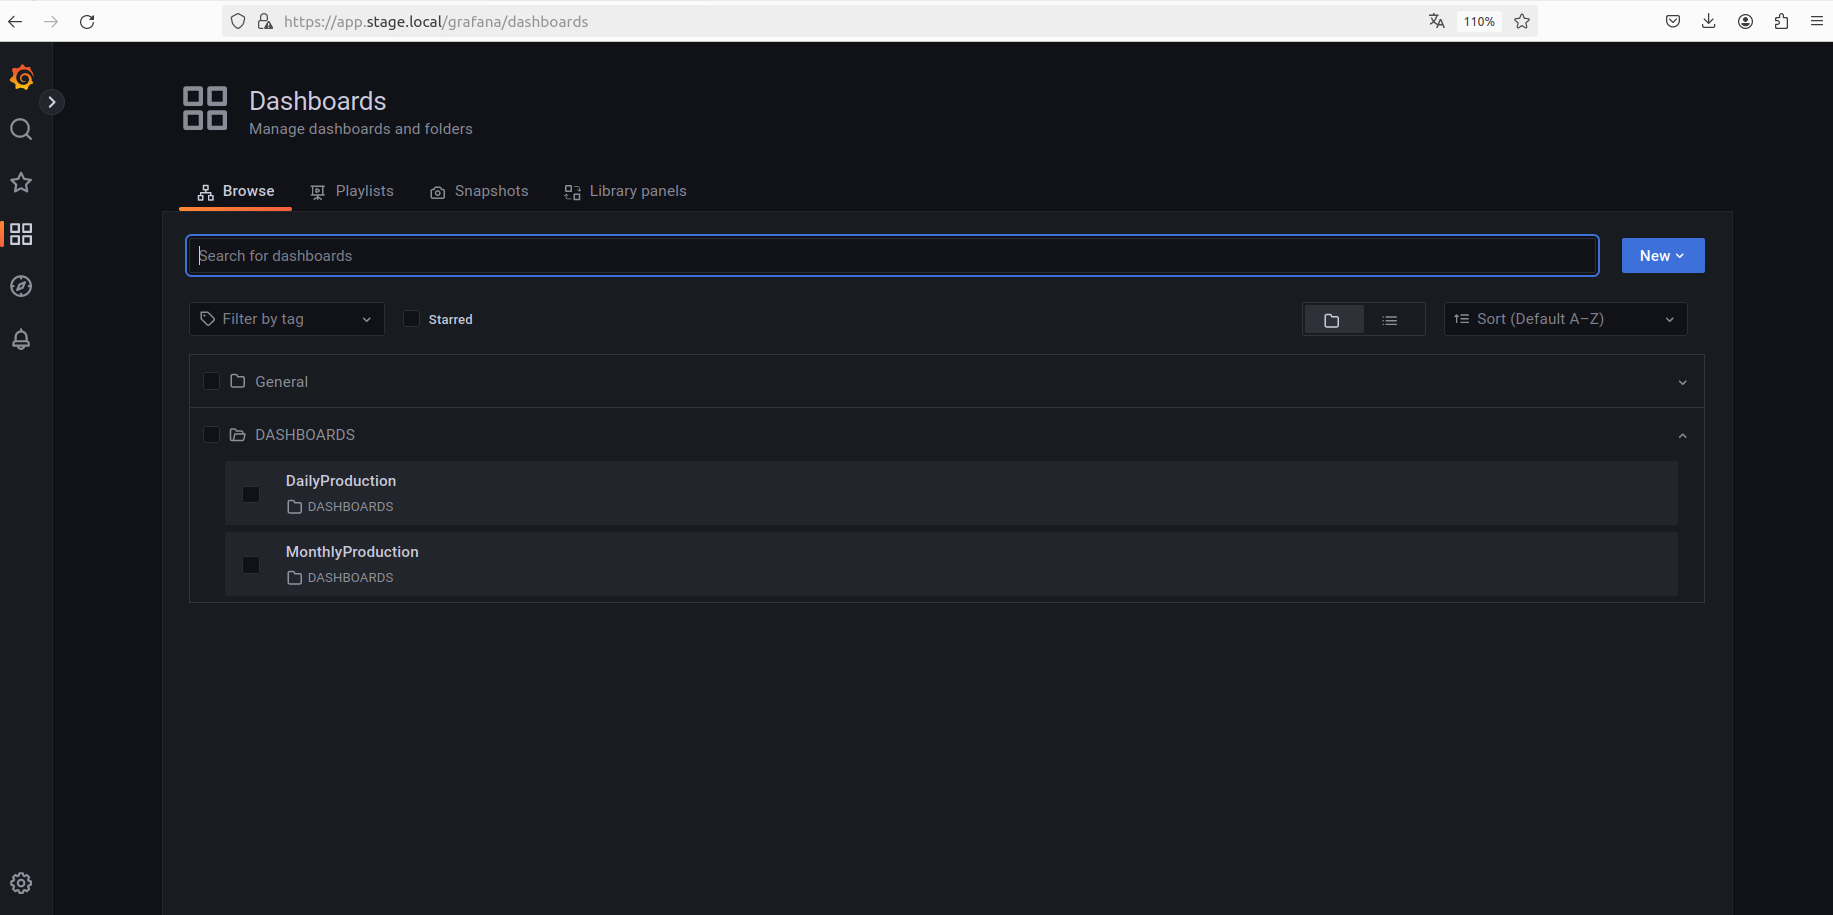 https://app.stage.local/grafana/dashboards
110%
Dashboards
Manage dashboards and folders
Browse
Playlists
Snapshots
Library panels
Search for dashboards
New
Filter by tag
Starred
Sort (Default A–Z)
General
DASHBOARDS
DailyProduction
DASHBOARDS
MonthlyProduction
DASHBOARDS